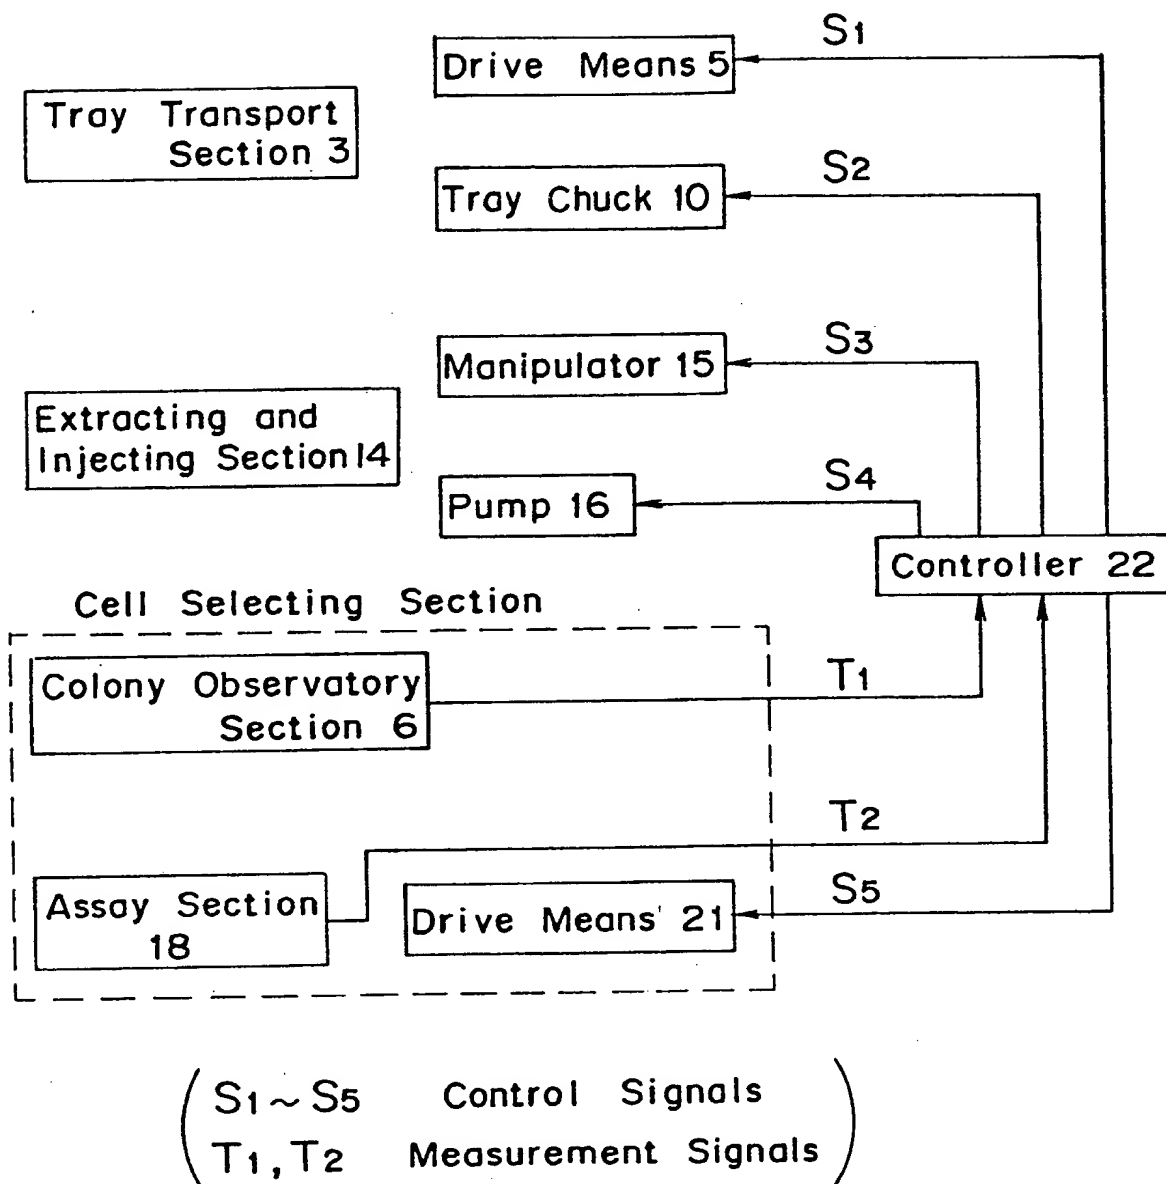 S1
Drive Means 5
Tray Transport
Section 3
S2
Tray Chuck 10
S3
Manipulator 15
Extracting and
Injecting Section 14
S4
Pump 16
Controller 22
Cell Selecting Section
Colony Observatory
Section 6
T1
T2
Assay Section
18
S5
Drive Means 21
S1~S5 Control Signals
T1, T2 Measurement Signals